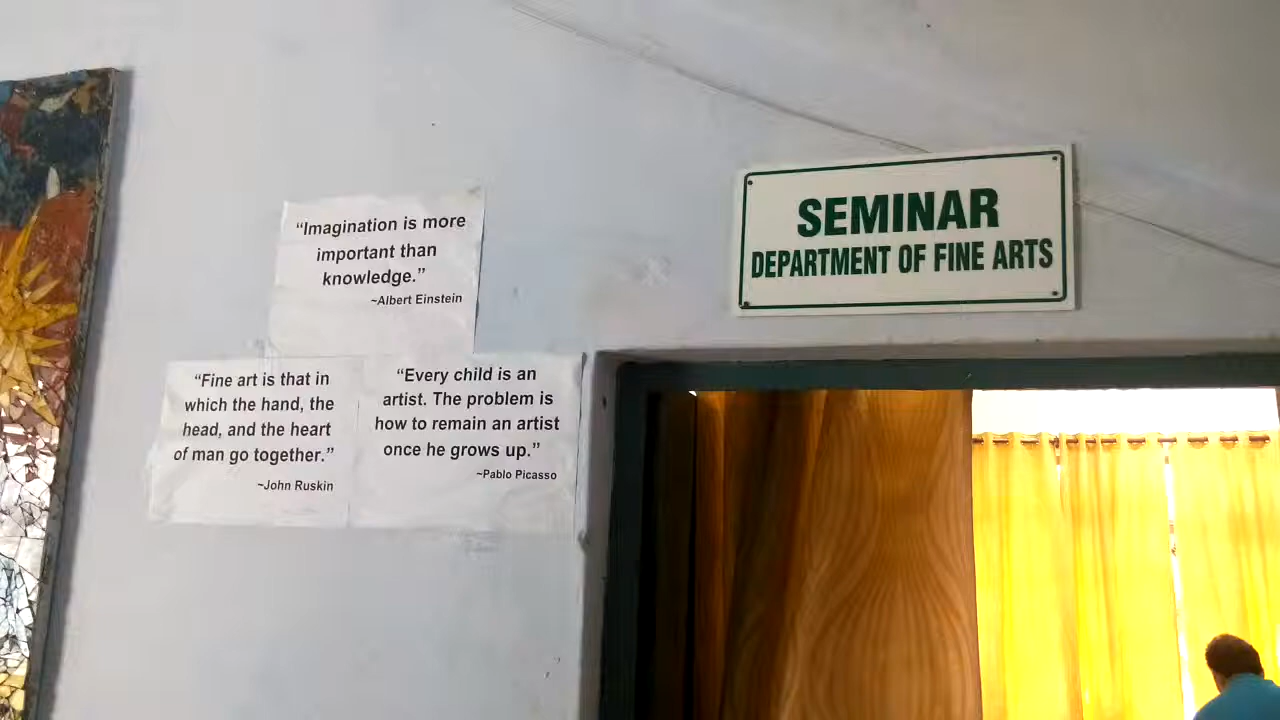 “Imagination is more
important than
knowledge.”
~Albert Einstein
“Fine art is that in
which the hand, the
head, and the heart
of man go together.”
~John Ruskin
“Every child is an
artist. The problem is
how to remain an artist
once he grows up.”
~Pablo Picasso
SEMINAR
DEPARTMENT OF FINE ARTS